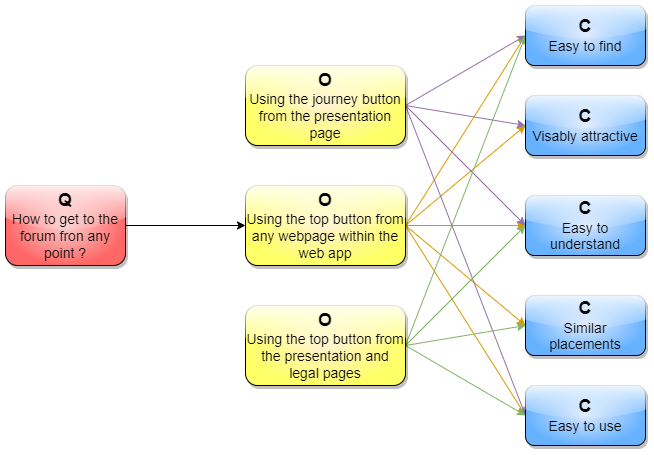 Q
How to get to the
forum fron any
point ?
O
Using the journey button
from the presentation
page
O
Using the top button from
any webpage within the
web app
O
Using the top button from
the presentation and
legal pages
C
Easy to find
C
Visably attractive
C
Easy to
understand
C
Similar
placements
C
Easy to use